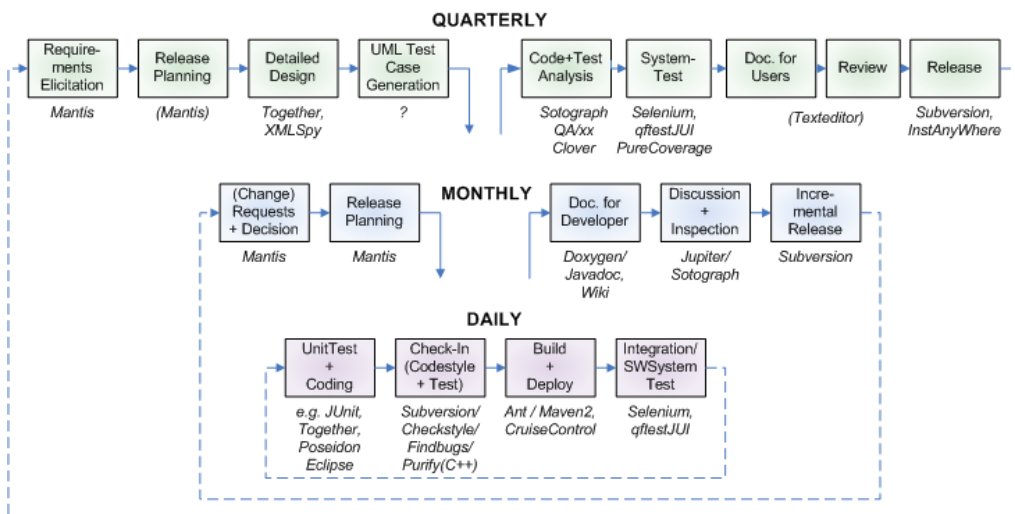 QUARTERLY
Require-
ments
Elicitation
Mantis
Release
Planning
(Mantis)
Detailed
Design
Together,
XMLSpy
UML Test
Case
Generation
?
Code+Test
Analysis
Sotograph
QA/xx
Clover
System-
Test
Selenium,
qftestJUI
PureCoverage
Doc. for
Users
Review
(Texteditor)
Release
Subversion,
InstAnyWhere
MONTHLY
(Change)
Requests
+ Decision
Mantis
Release
Planning
Mantis
Doc. for
Developer
Doxygen/
Javadoc,
Wiki
Discussion
+
Inspection
Jupiter/
Sotograph
Incre-
mental
Release
Subversion
DAILY
UnitTest
+
Coding
e.g. JUnit,
Together,
Poseidon
Eclipse
Check-In
(Codestyle
+ Test)
Subversion/
Checkstyle/
Findbugs/
Purify(C++)
Build
+
Deploy
Ant / Maven2,
CruiseControl
Integration/
SWSystem
Test
Selenium,
qftestJUI